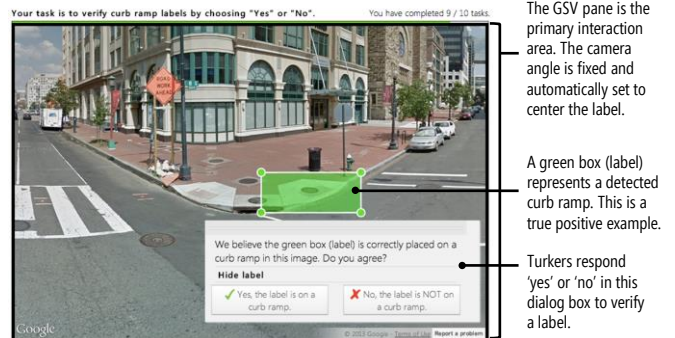 Your task is to verify curb ramp labels by choosing "Yes" or "No".
You have completed 9 / 10 tasks.
ROAD
WORK
AHEAD
We believe the green box (label) is correctly placed on a
curb ramp in this image. Do you agree?
Hide label
Yes, the label is on a
curb ramp.
No, the label is NOT on
a curb ramp.
Google
© 2013 Google - Terms of Use Report a problem
The GSV pane is the
primary interaction
area. The camera
angle is fixed and
automatically set to
center the label.
A green box (label)
represents a detected
curb ramp. This is a
true positive example.
Turkers respond
‘yes’ or ‘no’ in this
dialog box to verify
a label.